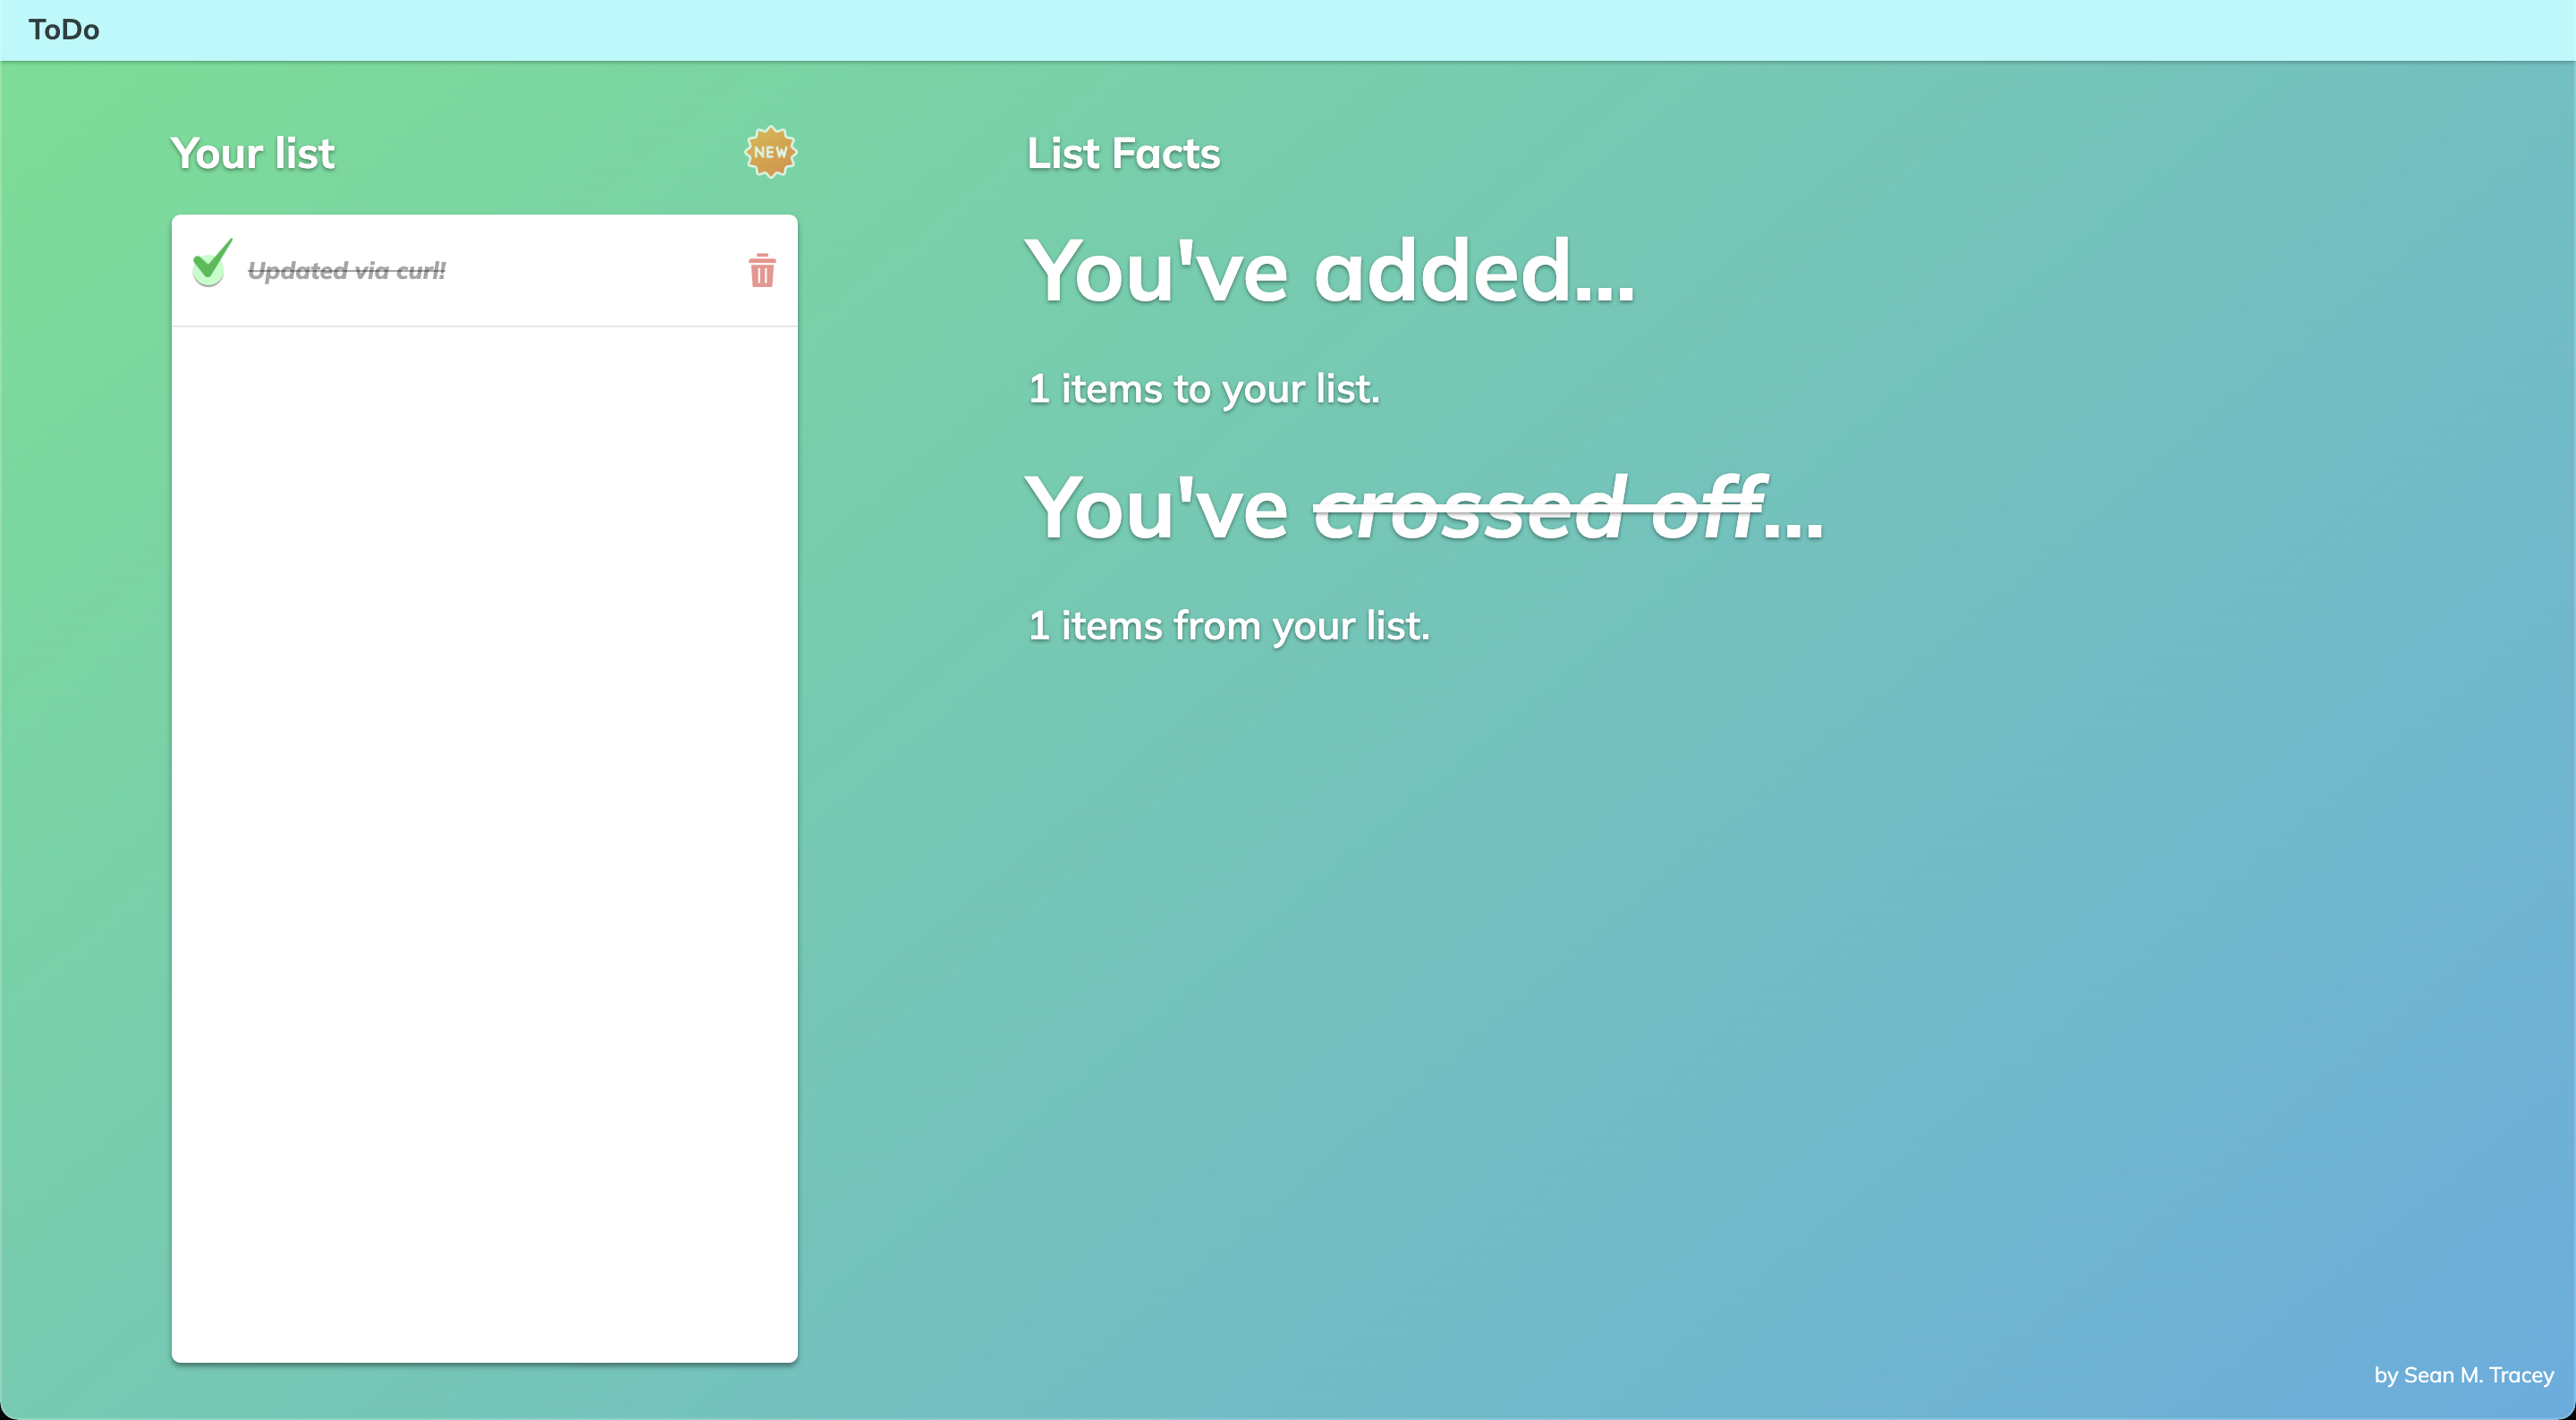 ToDo
Your list
NEW
Updated via curl!
List Facts
You've added...
1 items to your list.
You've crossed off...
1 items from your list.
by Sean M. Tracey